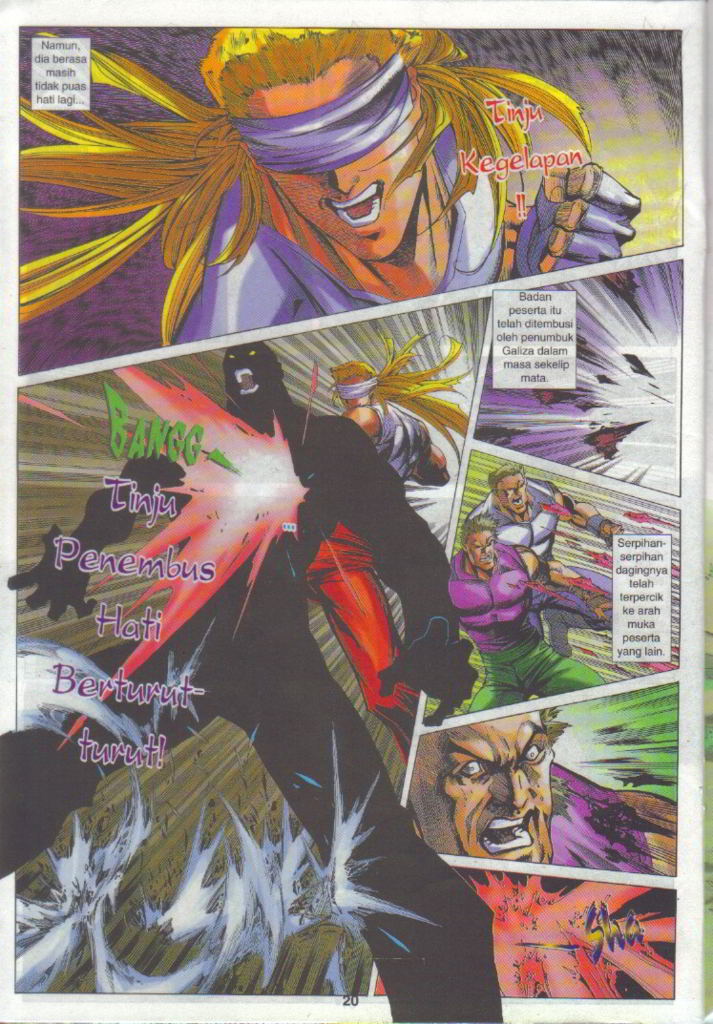 Namun,
dia berasa
masih
tidak puas
hati lagi...
Tinju
Kegelapan
!!
Badan
peserta itu
telah ditembusi
oleh penumbuk
Galiza dalam
masa sekelip
mata.
BANGG
Tinju
Penembus
Hati
Berturut-
turut!
Serpihan-
serpihan
dagingnya
telah
terpercik
ke arah
muka
peserta
yang lain.
Sha
20